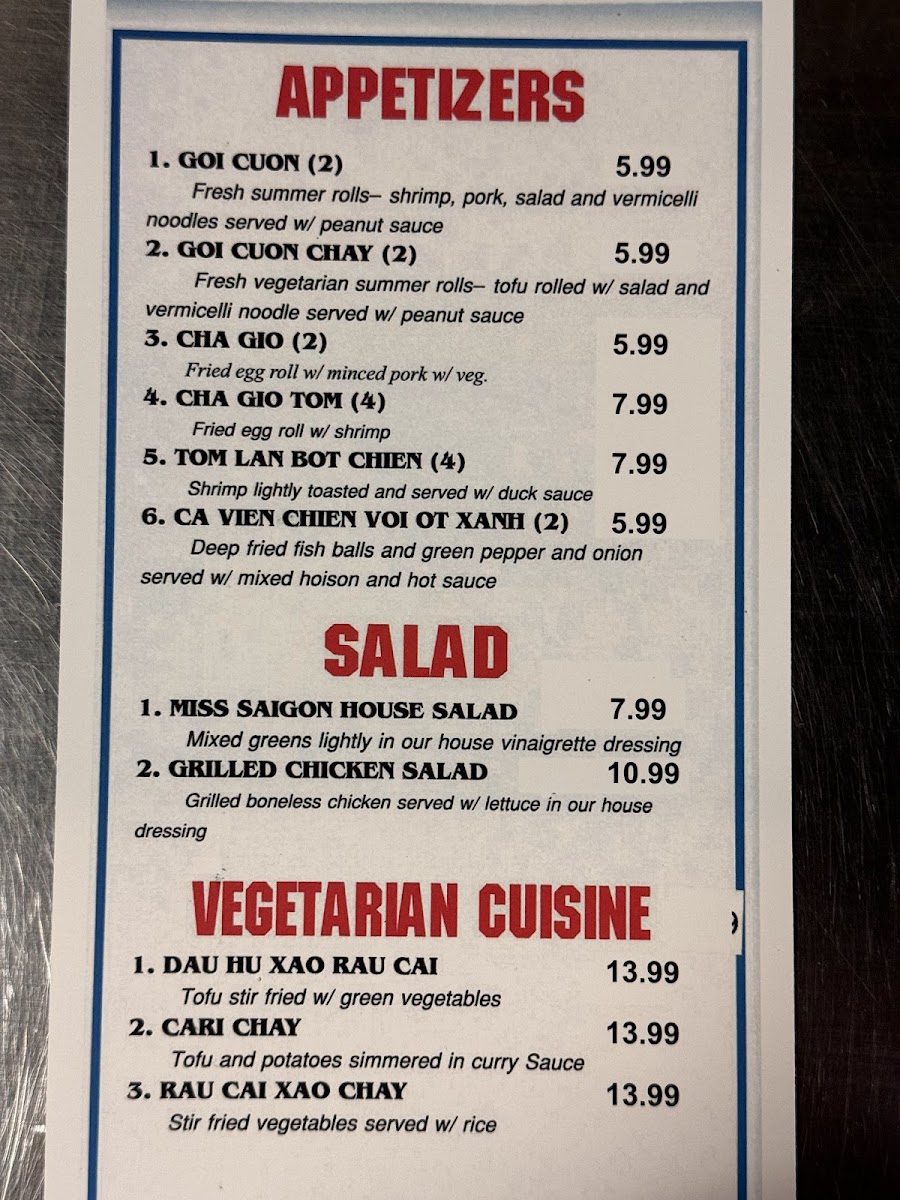 APPETIZERS
1. GOI CUON (2) 5.99
Fresh summer rolls– shrimp, pork, salad and vermicelli
noodles served w/ peanut sauce
2. GOI CUON CHAY (2) 5.99
Fresh vegetarian summer rolls– tofu rolled w/ salad and
vermicelli noodle served w/ peanut sauce
3. CHA GIO (2) 5.99
Fried egg roll w/ minced pork w/ veg.
4. CHA GIO TOM (4) 7.99
Fried egg roll w/ shrimp
5. TOM LAN BOT CHIEN (4) 7.99
Shrimp lightly toasted and served w/ duck sauce
6. CA VIEN CHIEN VOI OT XANH (2) 5.99
Deep fried fish balls and green pepper and onion
served w/ mixed hoison and hot sauce
SALAD
1. MISS SAIGON HOUSE SALAD 7.99
Mixed greens lightly in our house vinaigrette dressing
2. GRILLED CHICKEN SALAD 10.99
Grilled boneless chicken served w/ lettuce in our house
dressing
VEGETARIAN CUISINE
1. DAU HU XAO RAU CAI 13.99
Tofu stir fried w/ green vegetables
2. CARI CHAY 13.99
Tofu and potatoes simmered in curry Sauce
3. RAU CAI XAO CHAY 13.99
Stir fried vegetables served w/ rice